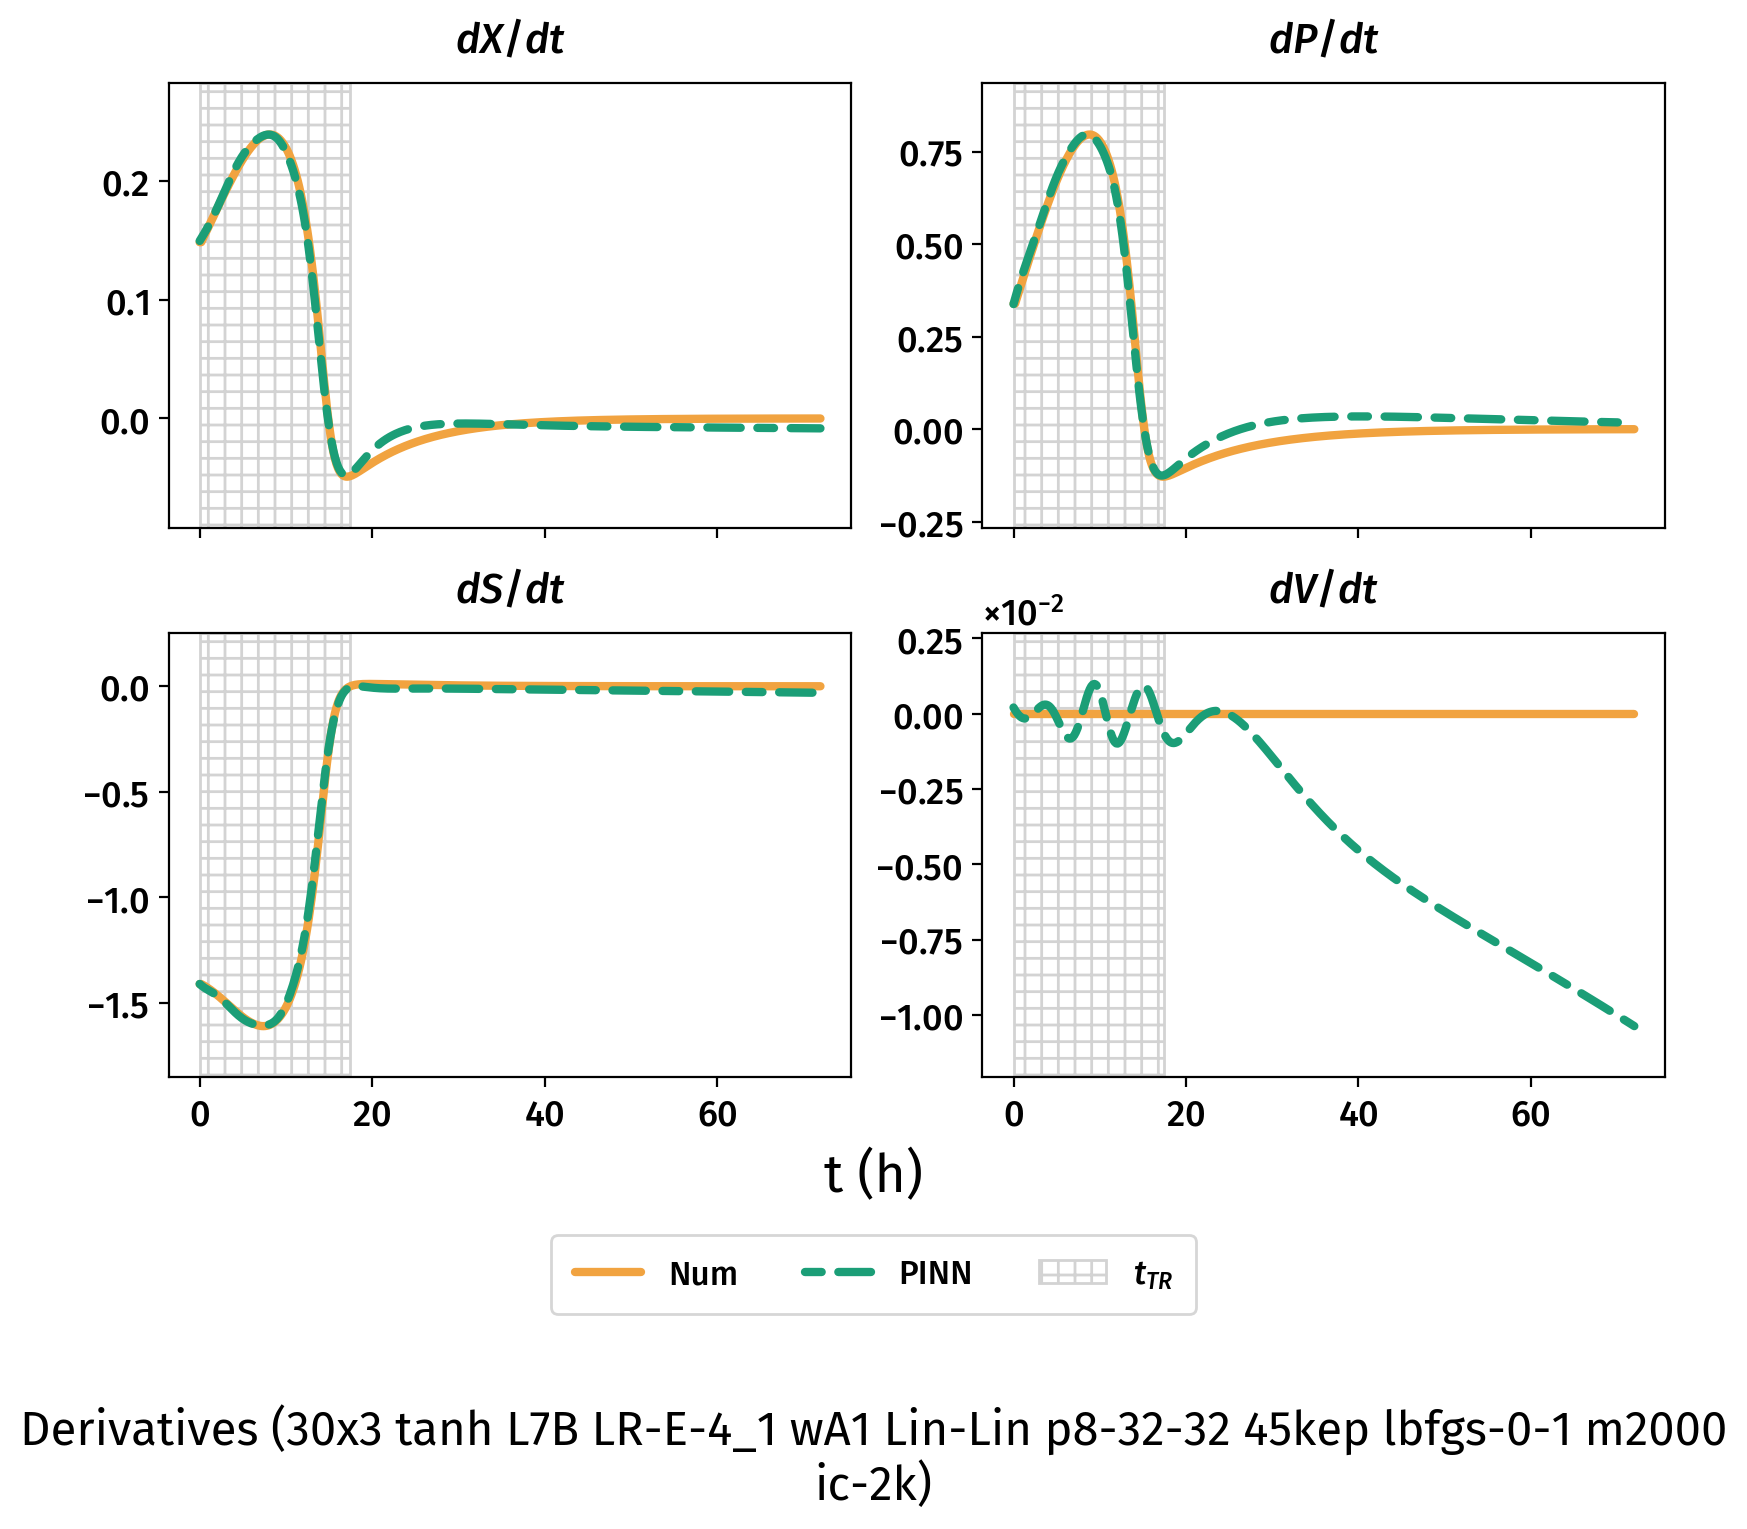 dX/dt
dP/dt
0.2
0.1
0.0
0.75
0.50
0.25
0.00
−0.25
dS/dt
dV/dt
×10⁻²
0.0
−0.5
−1.0
−1.5
0.25
0.00
−0.25
−0.50
−0.75
−1.00
0 20 40 60
0 20 40 60
t (h)
Num PINN t_TR
Derivatives (30x3 tanh L7B LR-E-4_1 wA1 Lin-Lin p8-32-32 45kep lbfgs-0-1 m2000
ic-2k)